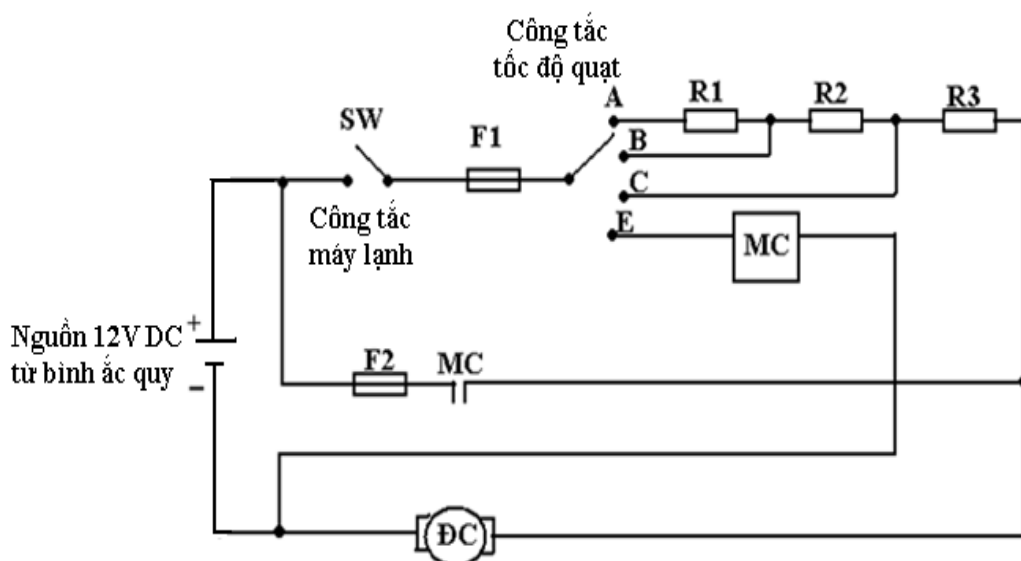 Công tắc
tốc độ quạt
A
R1
R2
R3
SW
F1
B
C
E
MC
Công tắc
máy lạnh
Nguồn 12V DC
từ bình ắc quy
+
-
F2
MC
ĐC